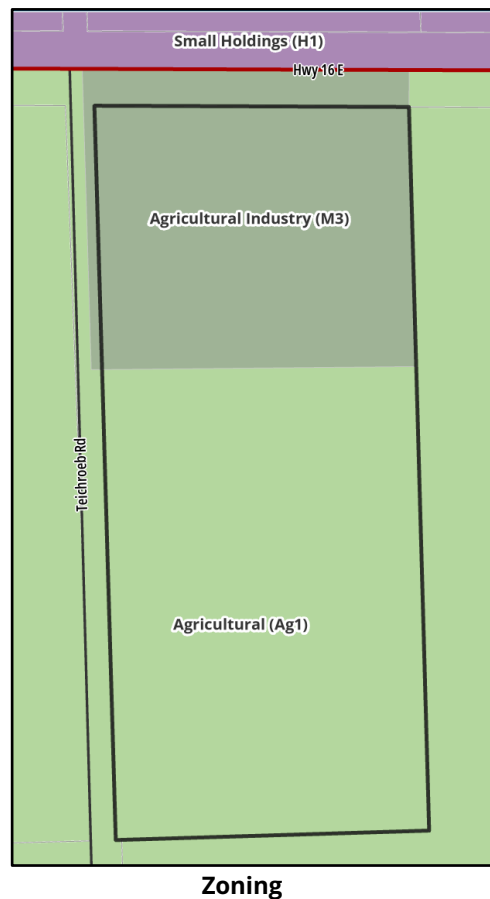 Small Holdings (H1)
Hwy 16 E
Agricultural Industry (M3)
Teichroeb Rd
Agricultural (Ag1)
Zoning